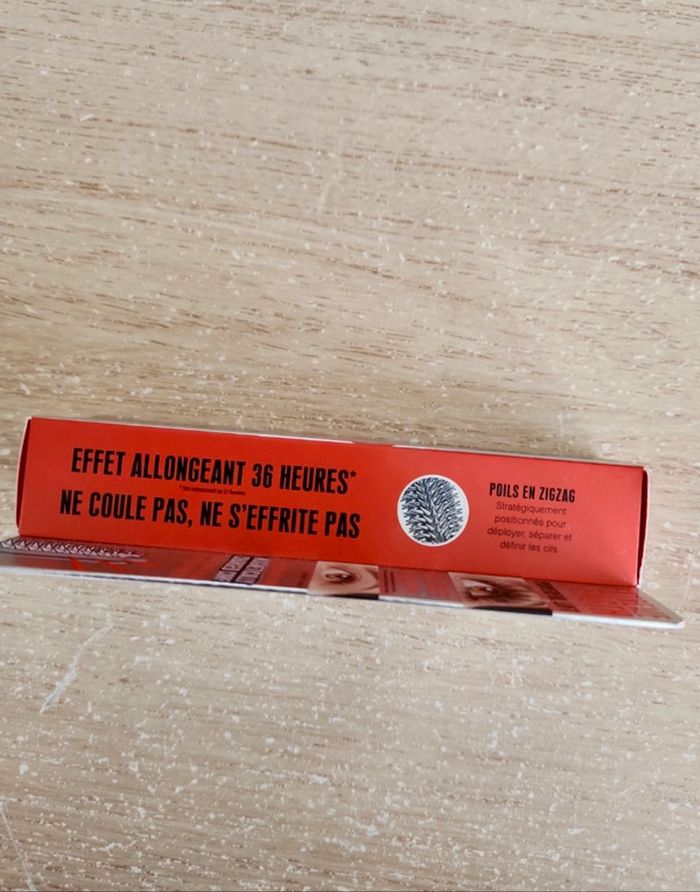 EFFET ALLONGEANT 36 HEURES*
NE COULE PAS, NE S'EFFRITE PAS
POILS EN ZIGZAG
Stratégiquement
positionnés pour
déployer, séparer et
définir les cils